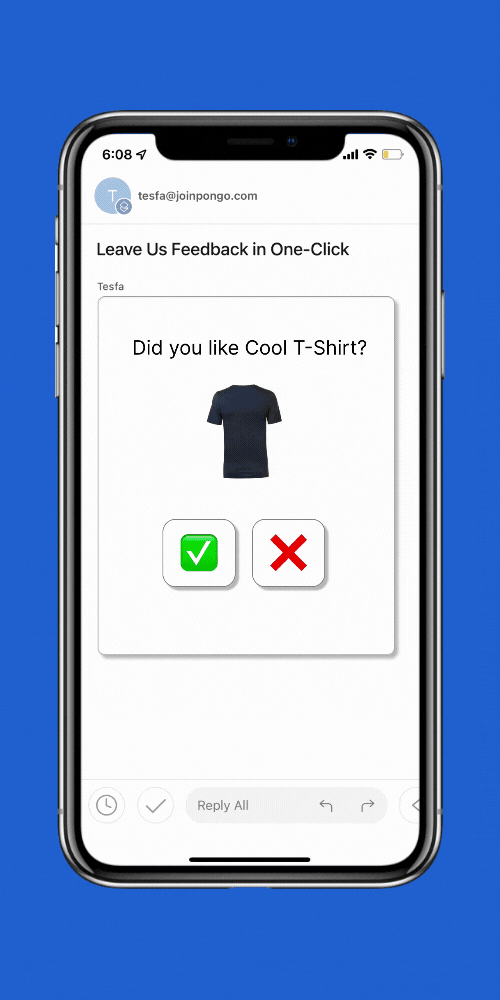 6:08
T
tesfa@joinpongo.com
Leave Us Feedback in One-Click
Tesfa
Did you like Cool T-Shirt?
Reply All